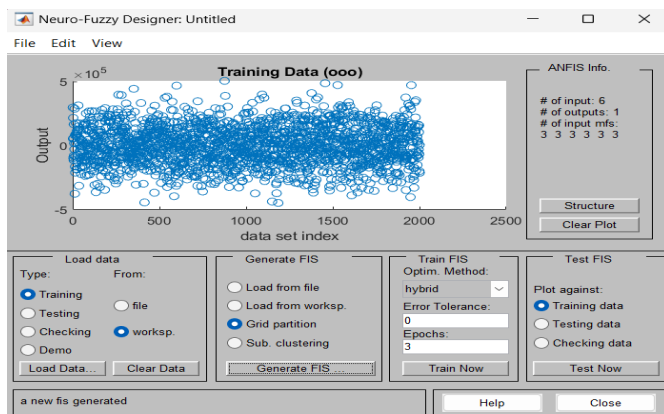 Neuro-Fuzzy Designer: Untitled
File Edit View
Training Data (ooo)
×10^5
5
0
-5
Output
0 500 1000 1500 2000 2500
data set index
ANFIS Info.
# of input: 6
# of outputs: 1
# of input mfs:
3 3 3 3 3 3
Structure
Clear Plot
Load data
Type: From:
Training
Testing
Checking
Demo
file
worksp.
Load Data... Clear Data
Generate FIS
Load from file
Load from worksp.
Grid partition
Sub. clustering
Generate FIS ...
Train FIS
Optim. Method:
hybrid
Error Tolerance:
0
Epochs:
3
Train Now
Test FIS
Plot against:
Training data
Testing data
Checking data
Test Now
a new fis generated
Help Close